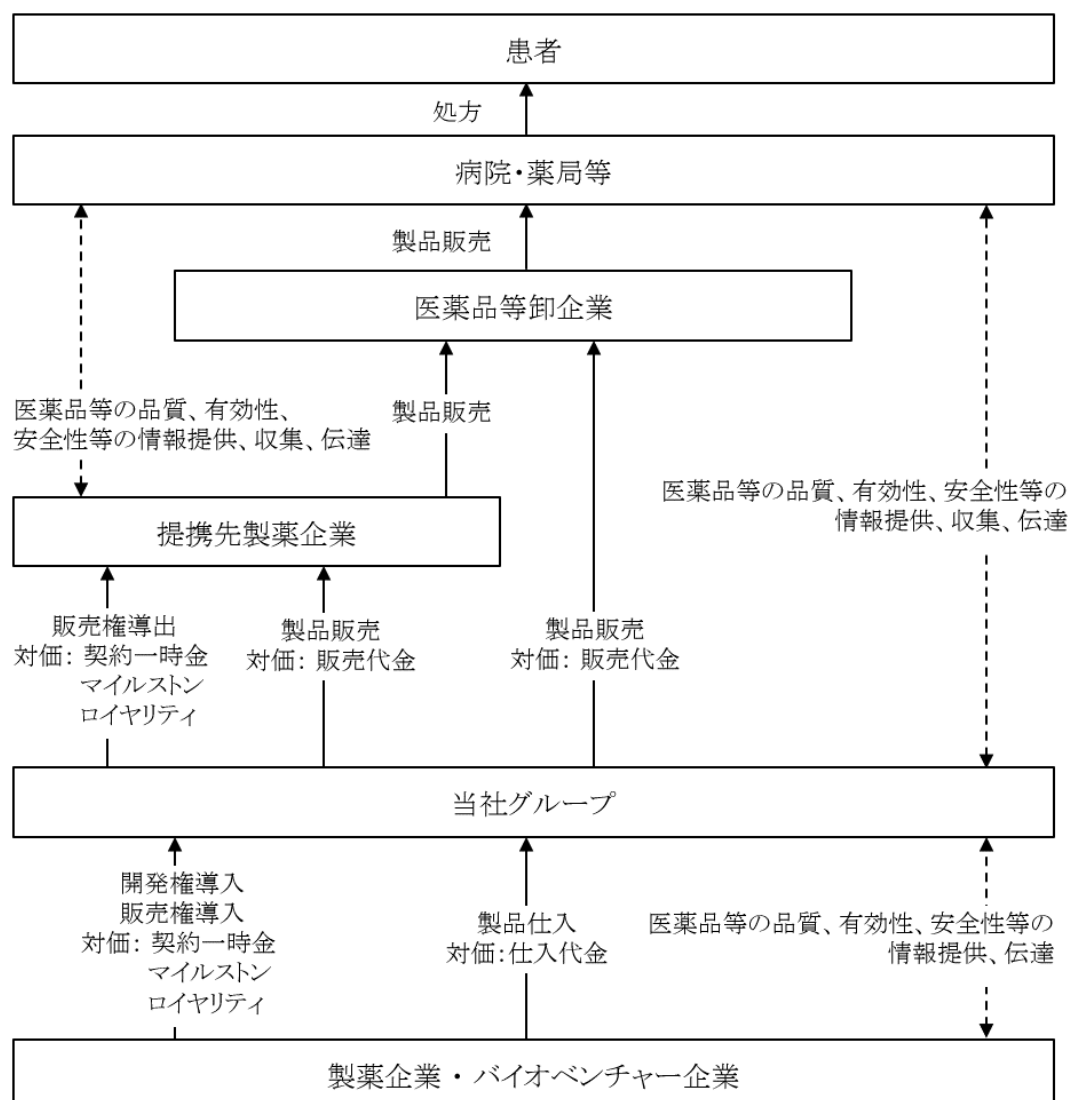 患者
処方
病院・薬局等
製品販売
医薬品等卸企業
医薬品等の品質、有効性、
安全性等の情報提供、収集、伝達
製品販売
医薬品等の品質、有効性、安全性等の
情報提供、収集、伝達
提携先製薬企業
販売権導出
対価: 契約一時金
マイルストン
ロイヤリティ
製品販売
対価: 販売代金
製品販売
対価: 販売代金
当社グループ
開発権導入
販売権導入
対価: 契約一時金
マイルストン
ロイヤリティ
製品仕入
対価:仕入代金
医薬品等の品質、有効性、安全性等の
情報提供、伝達
製薬企業・バイオベンチャー企業